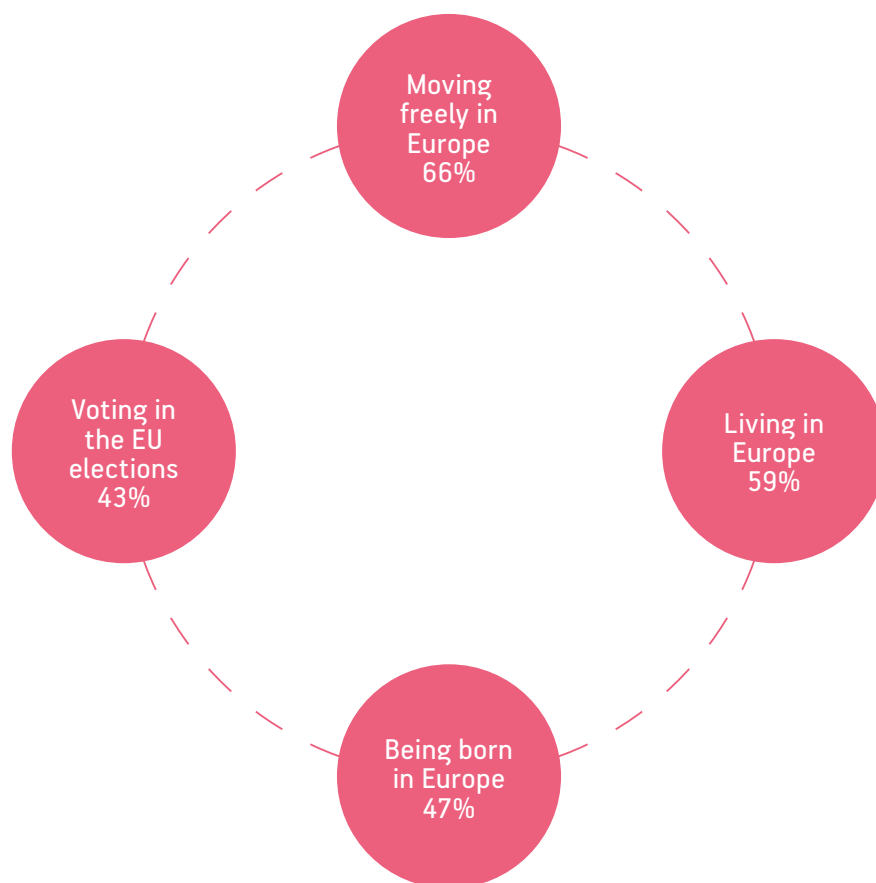 Moving
freely in
Europe
66%
Living in
Europe
59%
Being born
in Europe
47%
Voting in
the EU
elections
43%